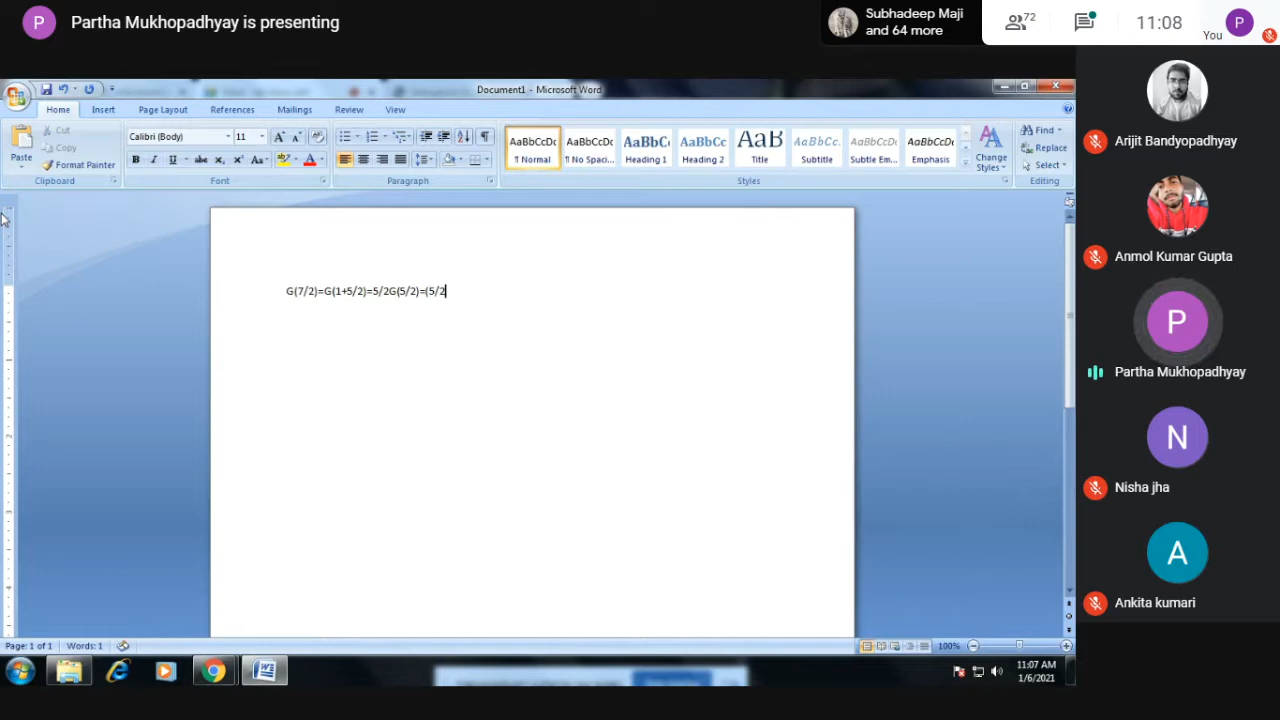 P Partha Mukhopadhyay is presenting
Subhadeep Maji
and 64 more
72
11:08
You
P
Document1 - Microsoft Word
Home Insert Page Layout References Mailings Review View
Paste
Cut
Copy
Format Painter
Clipboard
Calibri (Body) 11
B I U abc X₂ X² Aa
Font
Paragraph
AaBbCcDc AaBbCcDc AaBbC AaBbCc AaB AaBbCc. AaBbCcDc AaBbCcDc
¶ Normal ¶ No Spaci... Heading 1 Heading 2 Title Subtitle Subtle Em... Emphasis
Change
Styles
Styles
Find
Replace
Select
Editing
G(7/2)=G(1+5/2)=5/2G(5/2)=(5/2
Arijit Bandyopadhyay
Anmol Kumar Gupta
P
Partha Mukhopadhyay
N
Nisha jha
A
Ankita kumari
Page: 1 of 1 Words: 1
100%
11:07 AM
1/6/2021